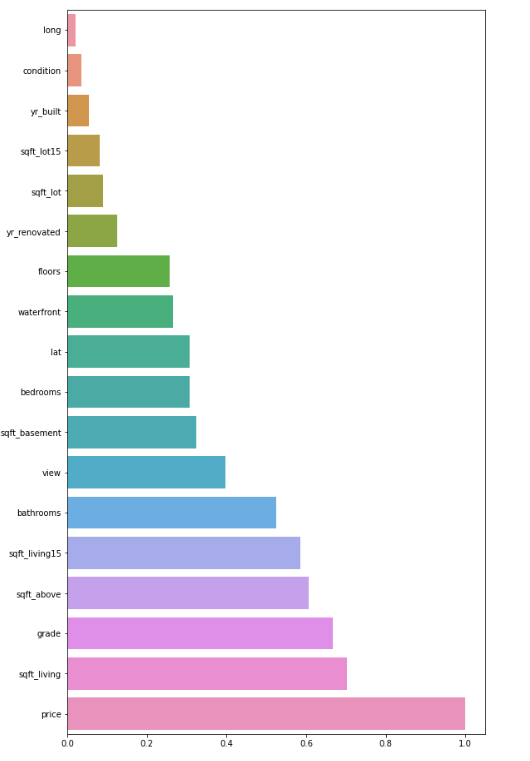 long
condition
yr_built
sqft_lot15
sqft_lot
yr_renovated
floors
waterfront
lat
bedrooms
sqft_basement
view
bathrooms
sqft_living15
sqft_above
grade
sqft_living
price
0.0 0.2 0.4 0.6 0.8 1.0